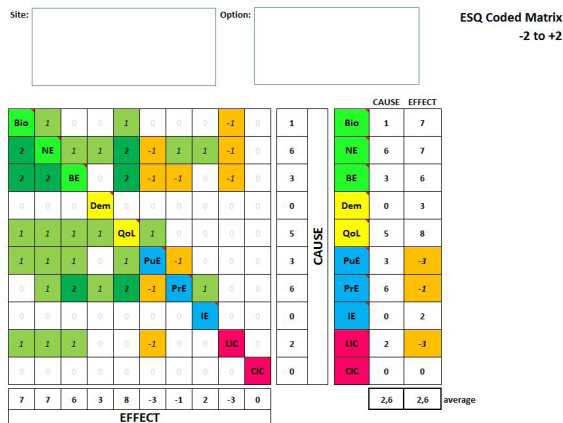 Site: Option: ESQ Coded Matrix
-2 to +2
CAUSE EFFECT
Bio 1 0 0 1 0 0 0 -1 0 1 Bio 1 7
2 NE 1 1 2 -1 1 1 -1 0 6 NE 6 7
2 2 BE 0 2 -1 -1 0 -1 0 3 BE 3 6
0 0 0 Dem 0 0 0 0 0 0 0 Dem 0 3
1 1 1 1 QoL 1 0 0 0 0 5 QoL 5 8
1 1 1 0 1 PuE -1 0 0 0 3 PuE 3 -3
0 1 2 1 2 -1 PrE 1 0 0 6 PrE 6 -1
0 0 0 0 0 0 0 IE 0 0 0 IE 0 2
1 1 1 0 0 -1 0 0 LIC 0 2 LIC 2 -3
0 0 0 0 0 0 0 0 0 CIC 0 CIC 0 0
CAUSE
7 7 6 3 8 -3 -1 2 -3 0 2,6 2,6 average
EFFECT